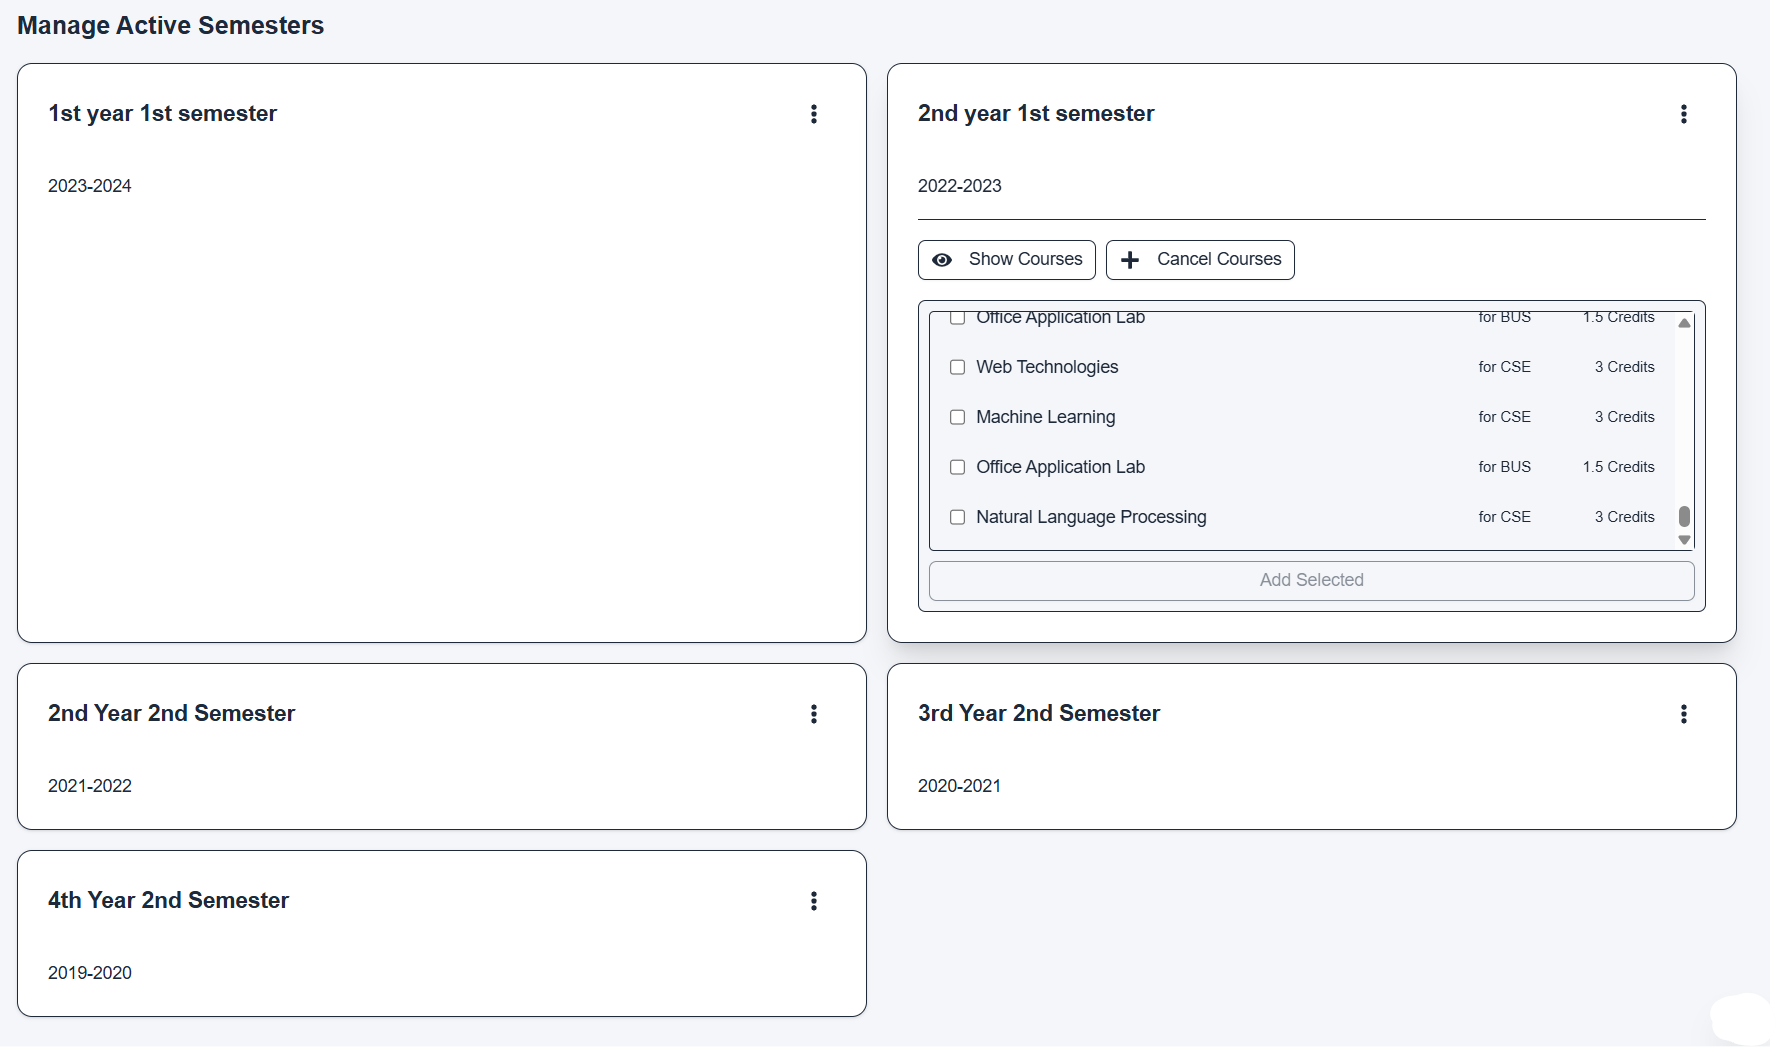 Manage Active Semesters
1st year 1st semester
2023-2024
2nd year 1st semester
2022-2023
Show Courses
Cancel Courses
Office Application Lab for BUS 1.5 Credits
Web Technologies for CSE 3 Credits
Machine Learning for CSE 3 Credits
Office Application Lab for BUS 1.5 Credits
Natural Language Processing for CSE 3 Credits
Add Selected
2nd Year 2nd Semester
2021-2022
3rd Year 2nd Semester
2020-2021
4th Year 2nd Semester
2019-2020